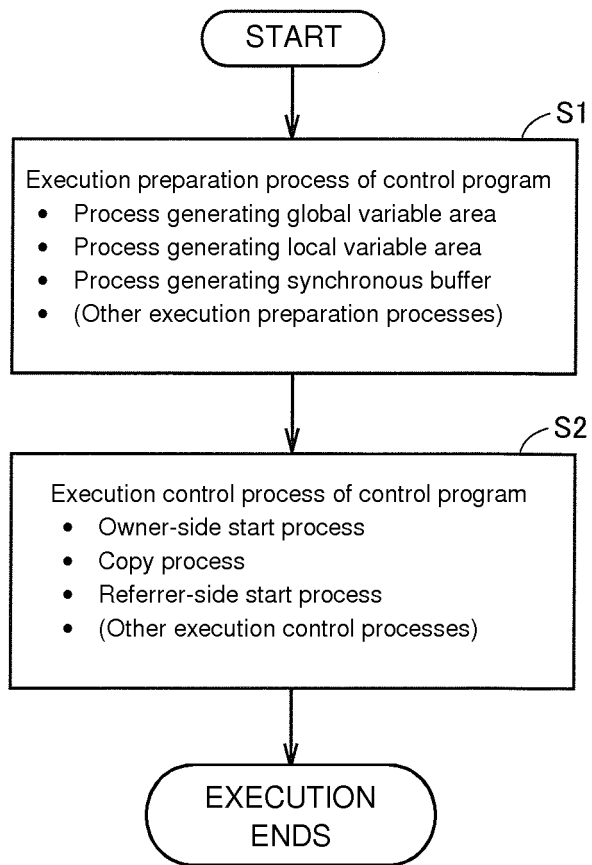 START
S1
Execution preparation process of control program
• Process generating global variable area
• Process generating local variable area
• Process generating synchronous buffer
• (Other execution preparation processes)
S2
Execution control process of control program
• Owner-side start process
• Copy process
• Referrer-side start process
• (Other execution control processes)
EXECUTION
ENDS